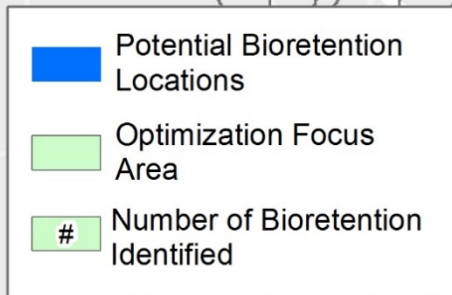 Potential Bioretention
Locations
Optimization Focus
Area
# Number of Bioretention
Identified